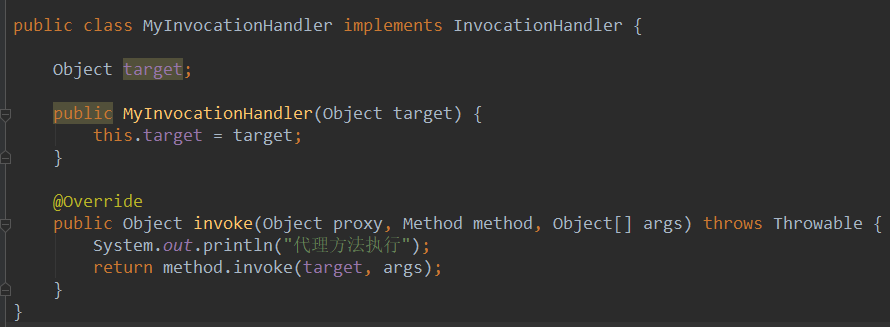 public class MyInvocationHandler implements InvocationHandler {
Object target;
public MyInvocationHandler(Object target) {
this.target = target;
}
@Override
public Object invoke(Object proxy, Method method, Object[] args) throws Throwable {
System.out.println("代理方法执行");
return method.invoke(target, args);
}
}